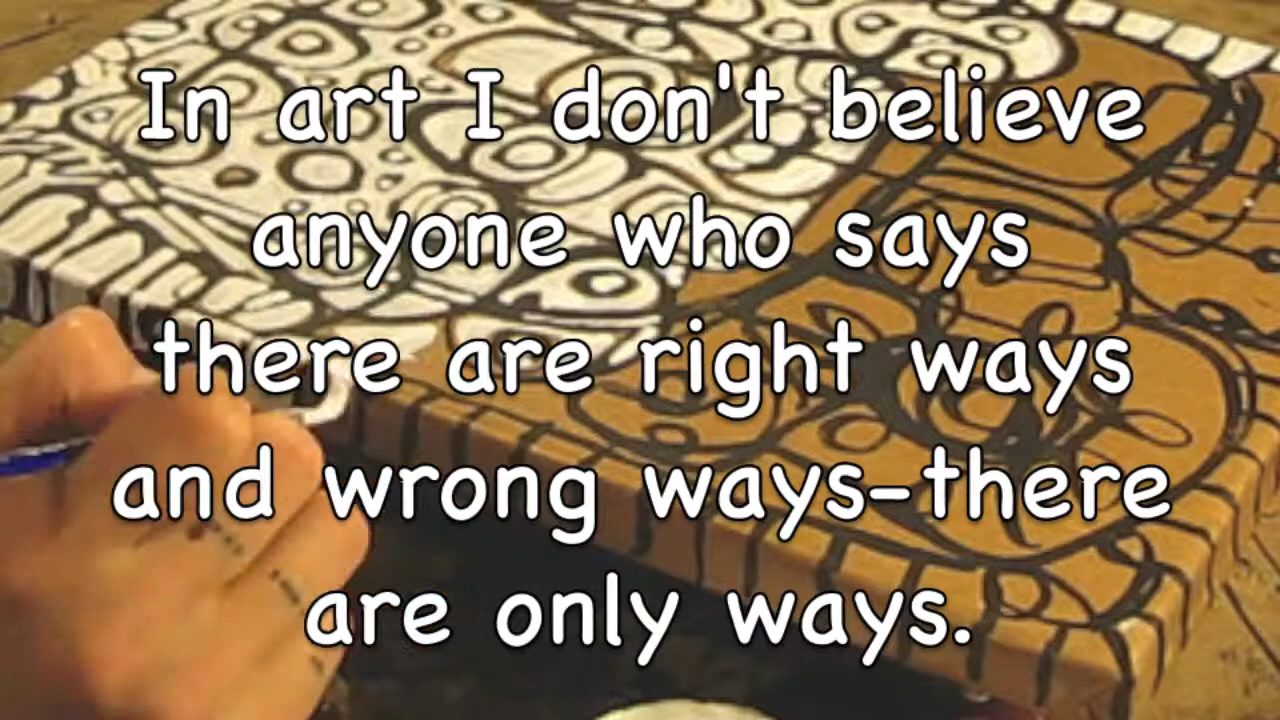 In art I don't believe
anyone who says
there are right ways
and wrong ways–there
are only ways.